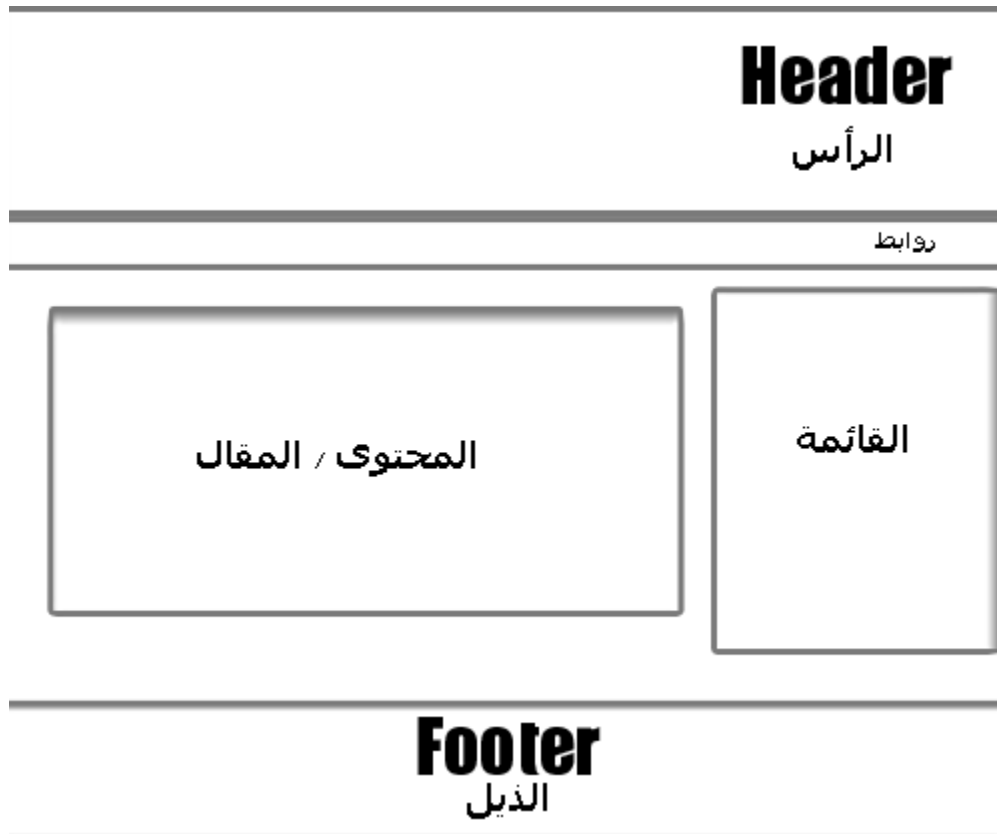 Header
الرأس
روابط
القائمة
المحتوى / المقال
Footer
الذيل